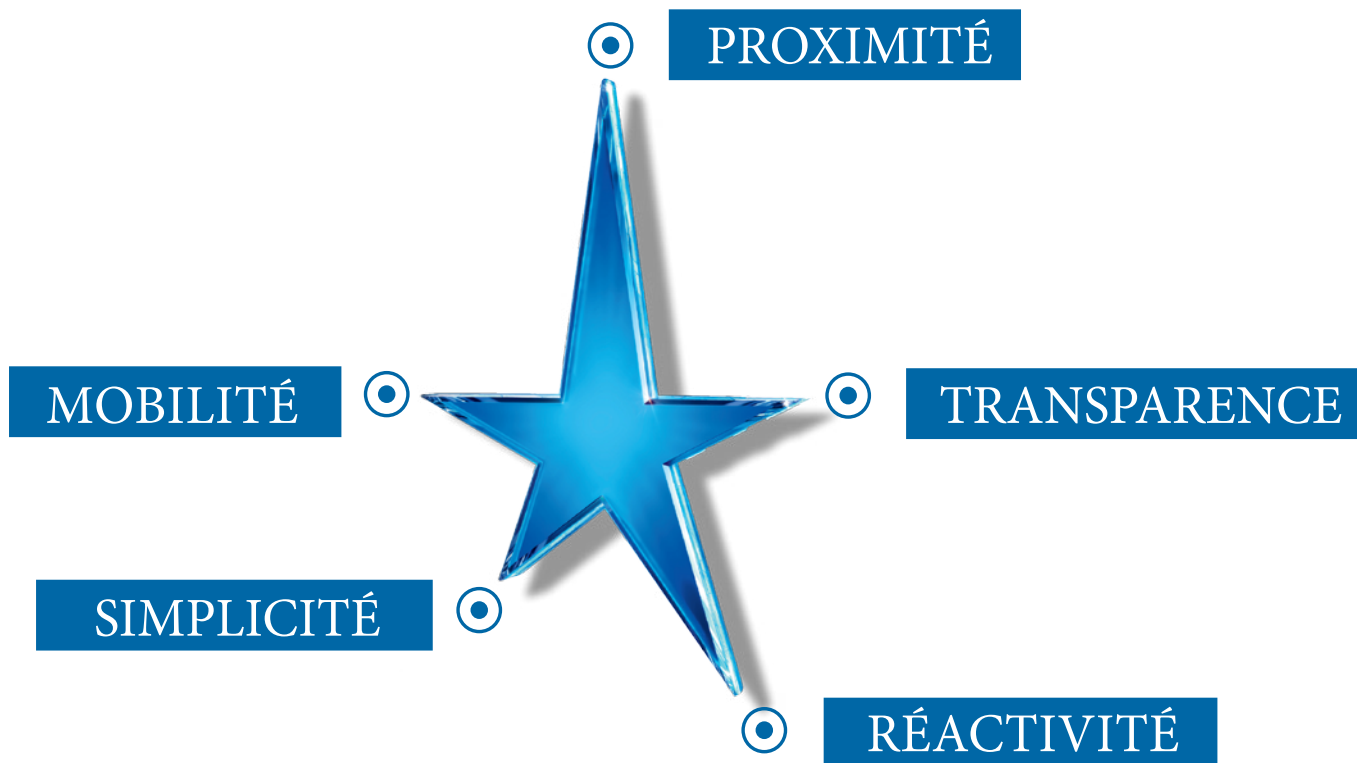 PROXIMITÉ
MOBILITÉ
TRANSPARENCE
SIMPLICITÉ
RÉACTIVITÉ